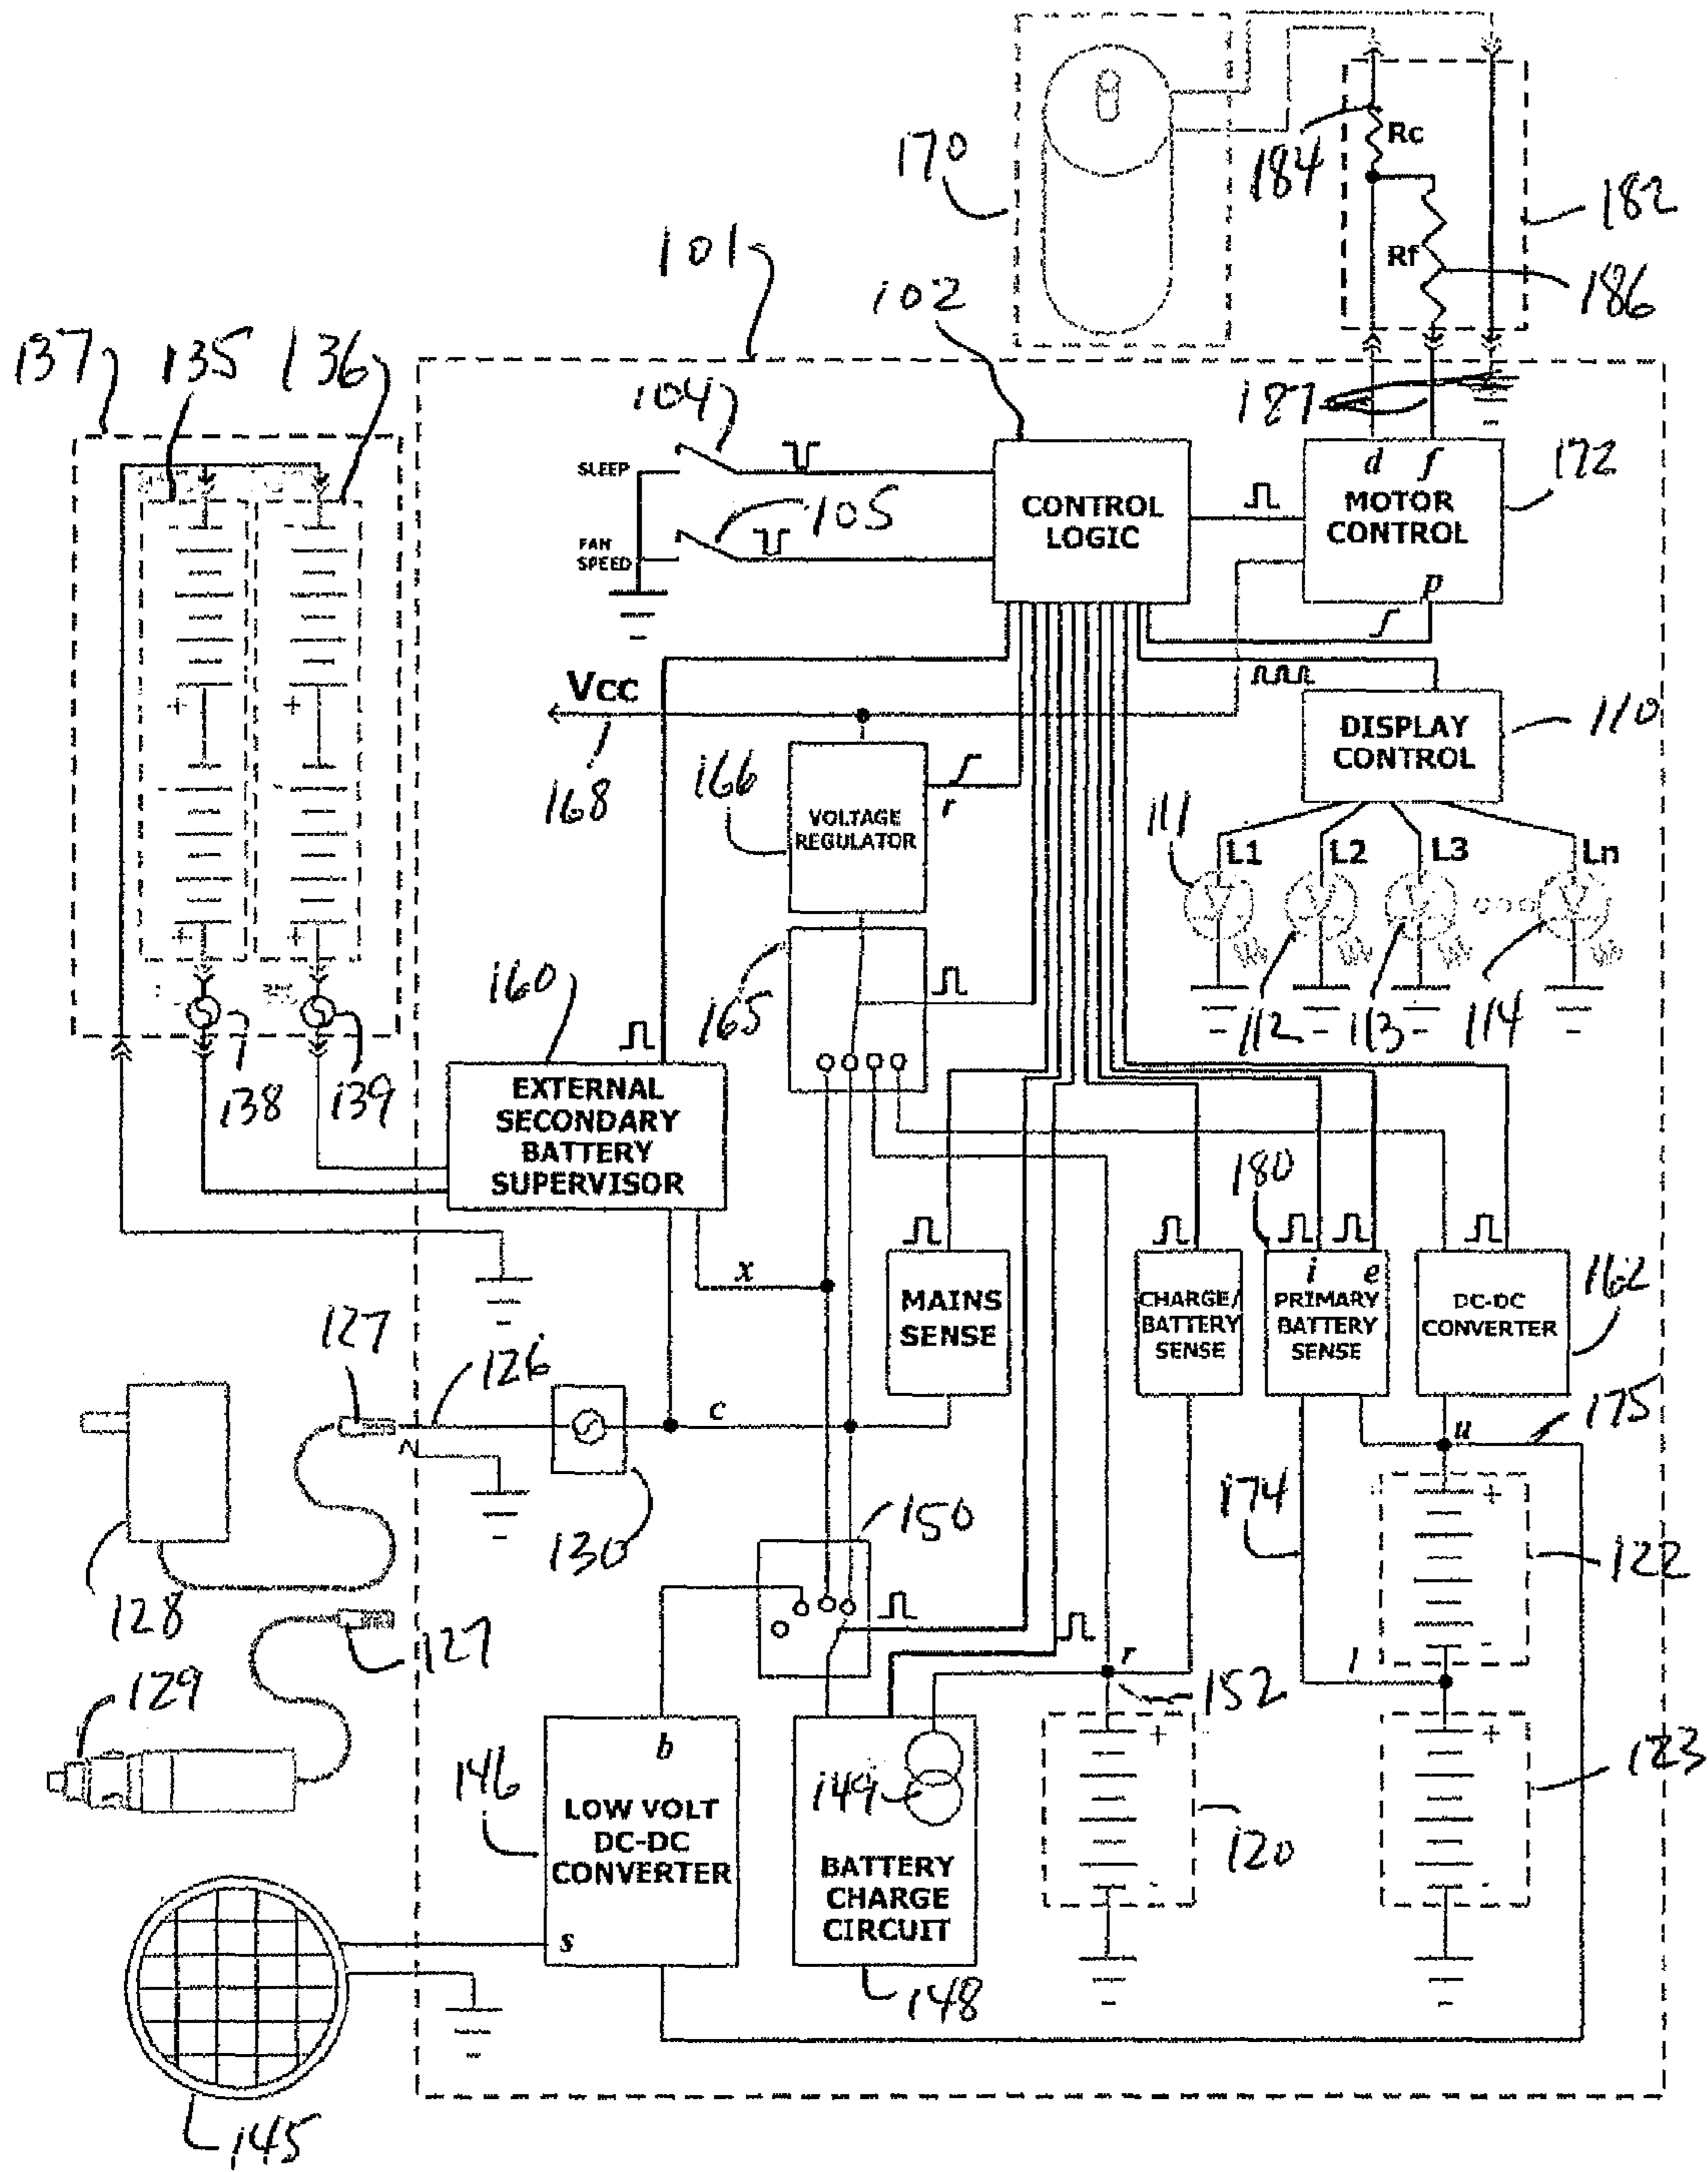 170
184
Rc
182
Rf
186
101
102
137
135
136
104
187
SLEEP
105
FAN
SPEED
CONTROL
LOGIC
d f
MOTOR
CONTROL
p
172
Vcc
168
166
r
VOLTAGE
REGULATOR
DISPLAY
CONTROL
110
111
L1
L2
L3
Ln
112
113
114
+
+
+
+
138
139
160
165
EXTERNAL
SECONDARY
BATTERY
SUPERVISOR
180
x
MAINS
SENSE
CHARGE/
BATTERY
SENSE
i e
PRIMARY
BATTERY
SENSE
DC-DC
CONVERTER
162
127
126
c
130
128
u
175
174
+
-
122
150
127
129
r
152
l
146
b
LOW VOLT
DC-DC
CONVERTER
s
149
BATTERY
CHARGE
CIRCUIT
148
+
-
120
+
-
123
145